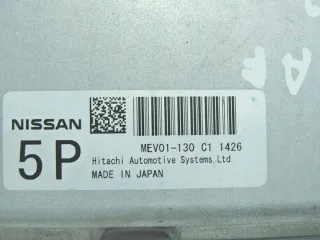 NISSAN
5P
MEV01-130 C1 1426
Hitachi Automotive Systems,Ltd.
MADE IN JAPAN